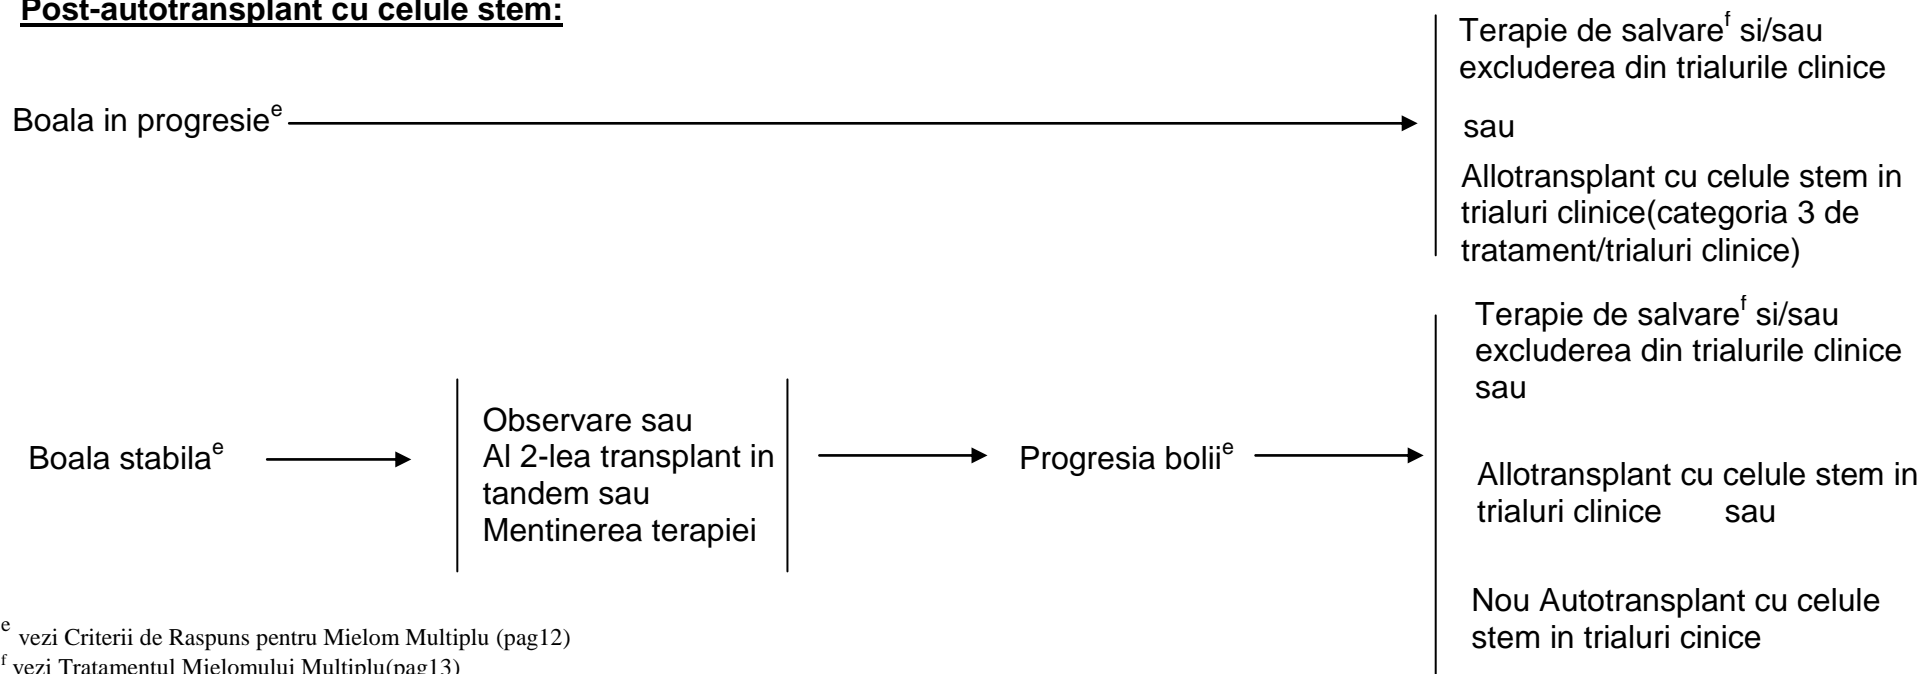 Post-autotransplant cu celule stem:
Boala in progresie^e
Terapie de salvare^f si/sau
excluderea din trialurile clinice
sau
Allotransplant cu celule stem in
trialuri clinice(categoria 3 de
tratament/trialuri clinice)
Boala stabila^e
Observare sau
Al 2-lea transplant in
tandem sau
Mentinerea terapiei
Progresia bolii^e
Terapie de salvare^f si/sau
excluderea din trialurile clinice
sau
Allotransplant cu celule stem in
trialuri clinice sau
Nou Autotransplant cu celule
stem in trialuri cinice
^e vezi Criterii de Raspuns pentru Mielom Multiplu (pag12)
^f vezi Tratamentul Mielomului Multiplu(pag13)